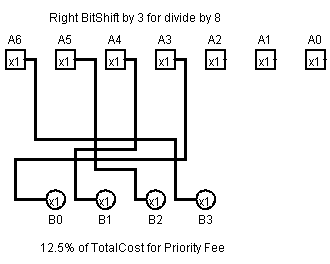 Right BitShift by 3 for divide by 8
A6 A5 A4 A3 A2 A1 A0
x1 x1 x1 x1 x1 x1 x1
x1 x1 x1 x1
B0 B1 B2 B3
12.5% of TotalCost for Priority Fee